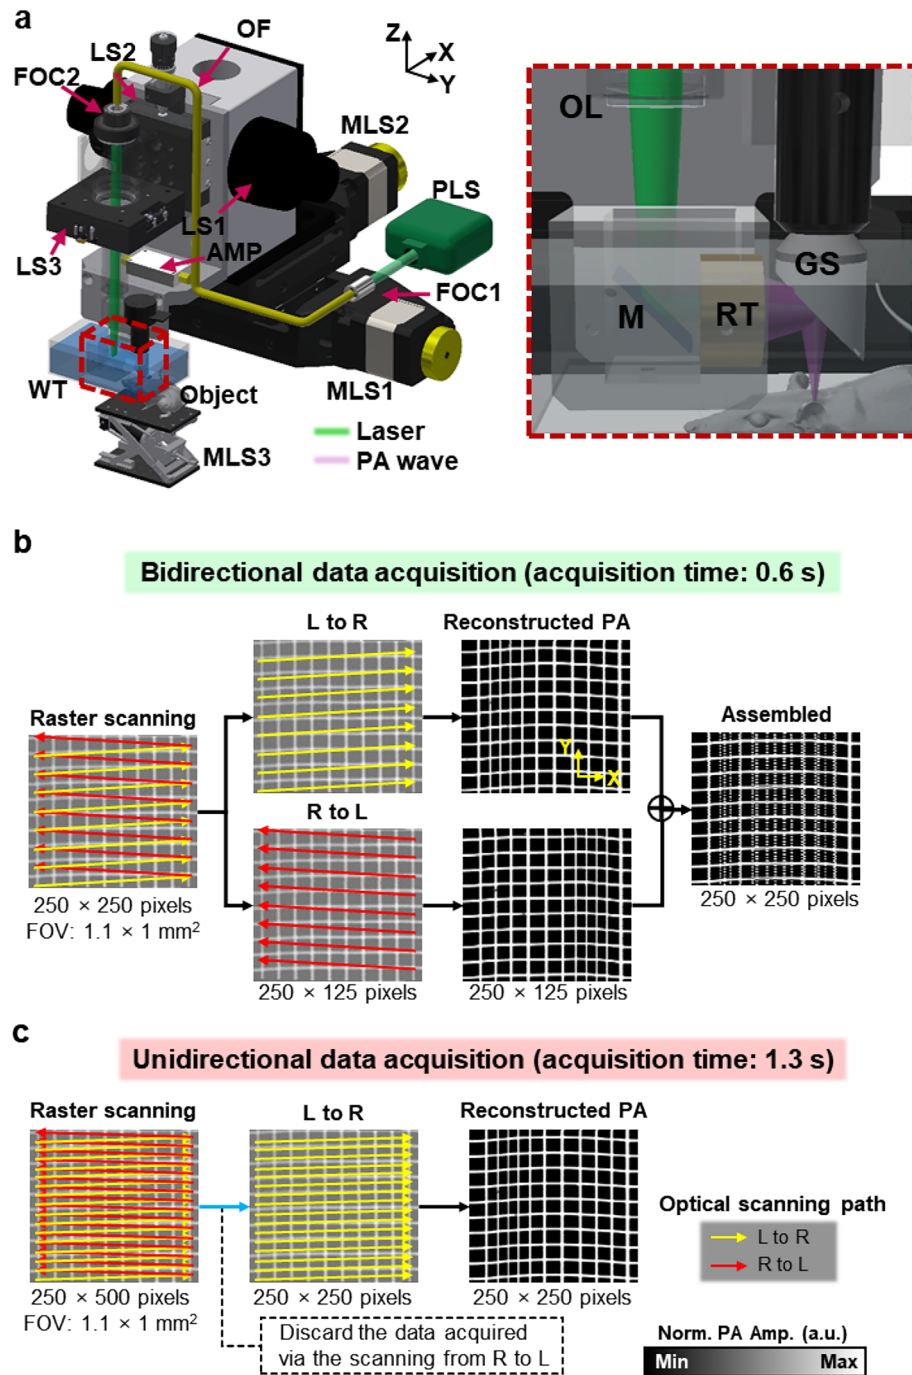 a
Z
X
Y
OF
LS2
FOC2
MLS2
PLS
LS1
AMP
LS3
FOC1
WT
Object
MLS1
MLS3
Laser
PA wave
OL
GS
M
RT
b
Bidirectional data acquisition (acquisition time: 0.6 s)
L to R
Reconstructed PA
Raster scanning
Assembled
Y
X
R to L
250 × 250 pixels
FOV: 1.1 × 1 mm²
250 × 250 pixels
250 × 125 pixels
250 × 125 pixels
c
Unidirectional data acquisition (acquisition time: 1.3 s)
Raster scanning
L to R
Reconstructed PA
Optical scanning path
L to R
R to L
250 × 500 pixels
250 × 250 pixels
250 × 250 pixels
FOV: 1.1 × 1 mm²
Discard the data acquired
via the scanning from R to L
Norm. PA Amp. (a.u.)
Min
Max